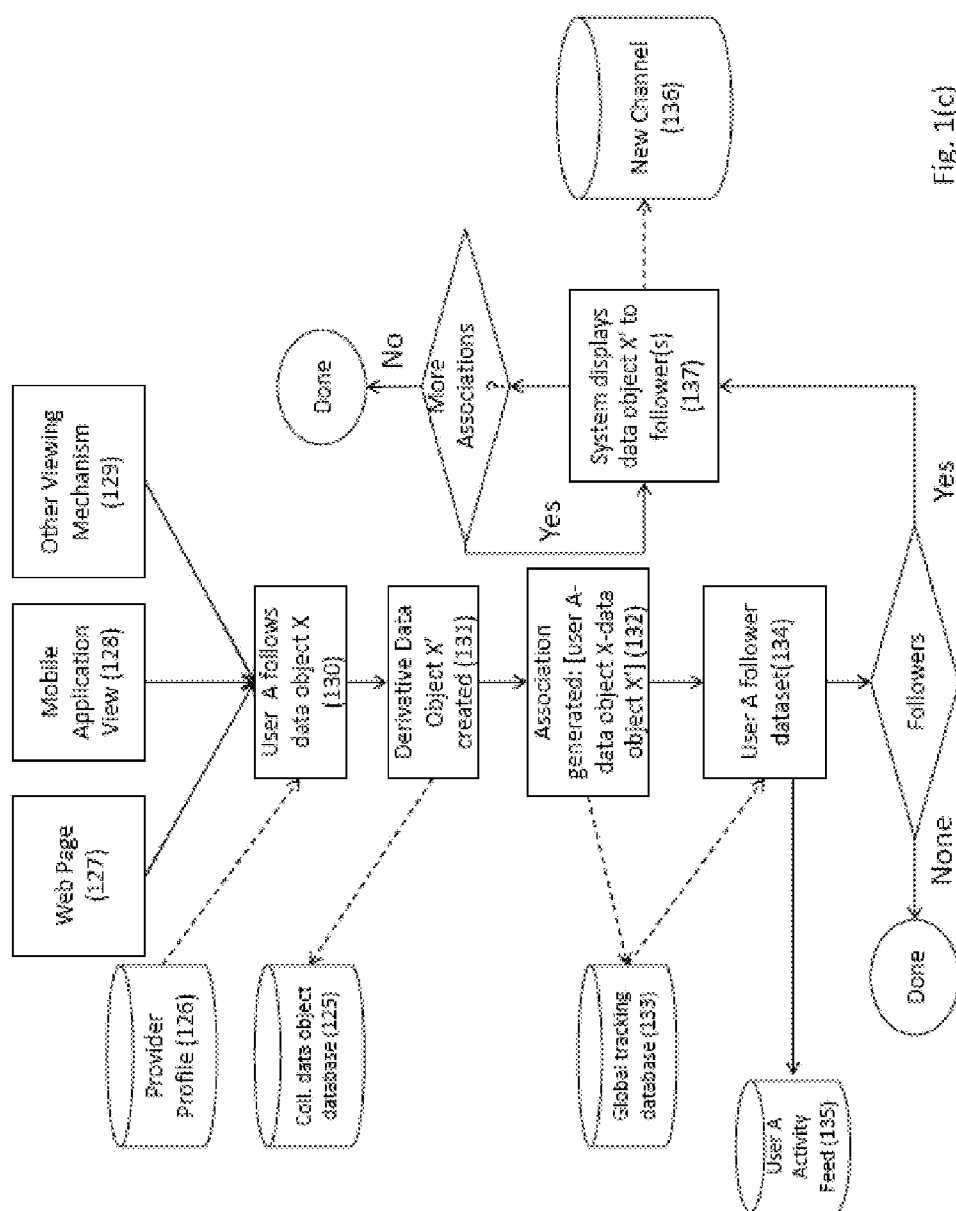 Web Page
(127)
Mobile
Application
View (128)
Other Viewing
Mechanism
(129)
Provider
Profile (126)
User A follows
data object X
(130)
Coll. data object
database (125)
Derivative Data
Object X'
created (131)
Association
generated: [user A-
data object X-data
object X'] (132)
Global tracking
database (133)
User A follower
dataset(134)
User A
Activity
Feed (135)
Followers
None
Done
Yes
System displays
data object X' to
follower(s)
(137)
New Channel
(136)
More
Associations
?
Yes
No
Done
Fig. 1(c)